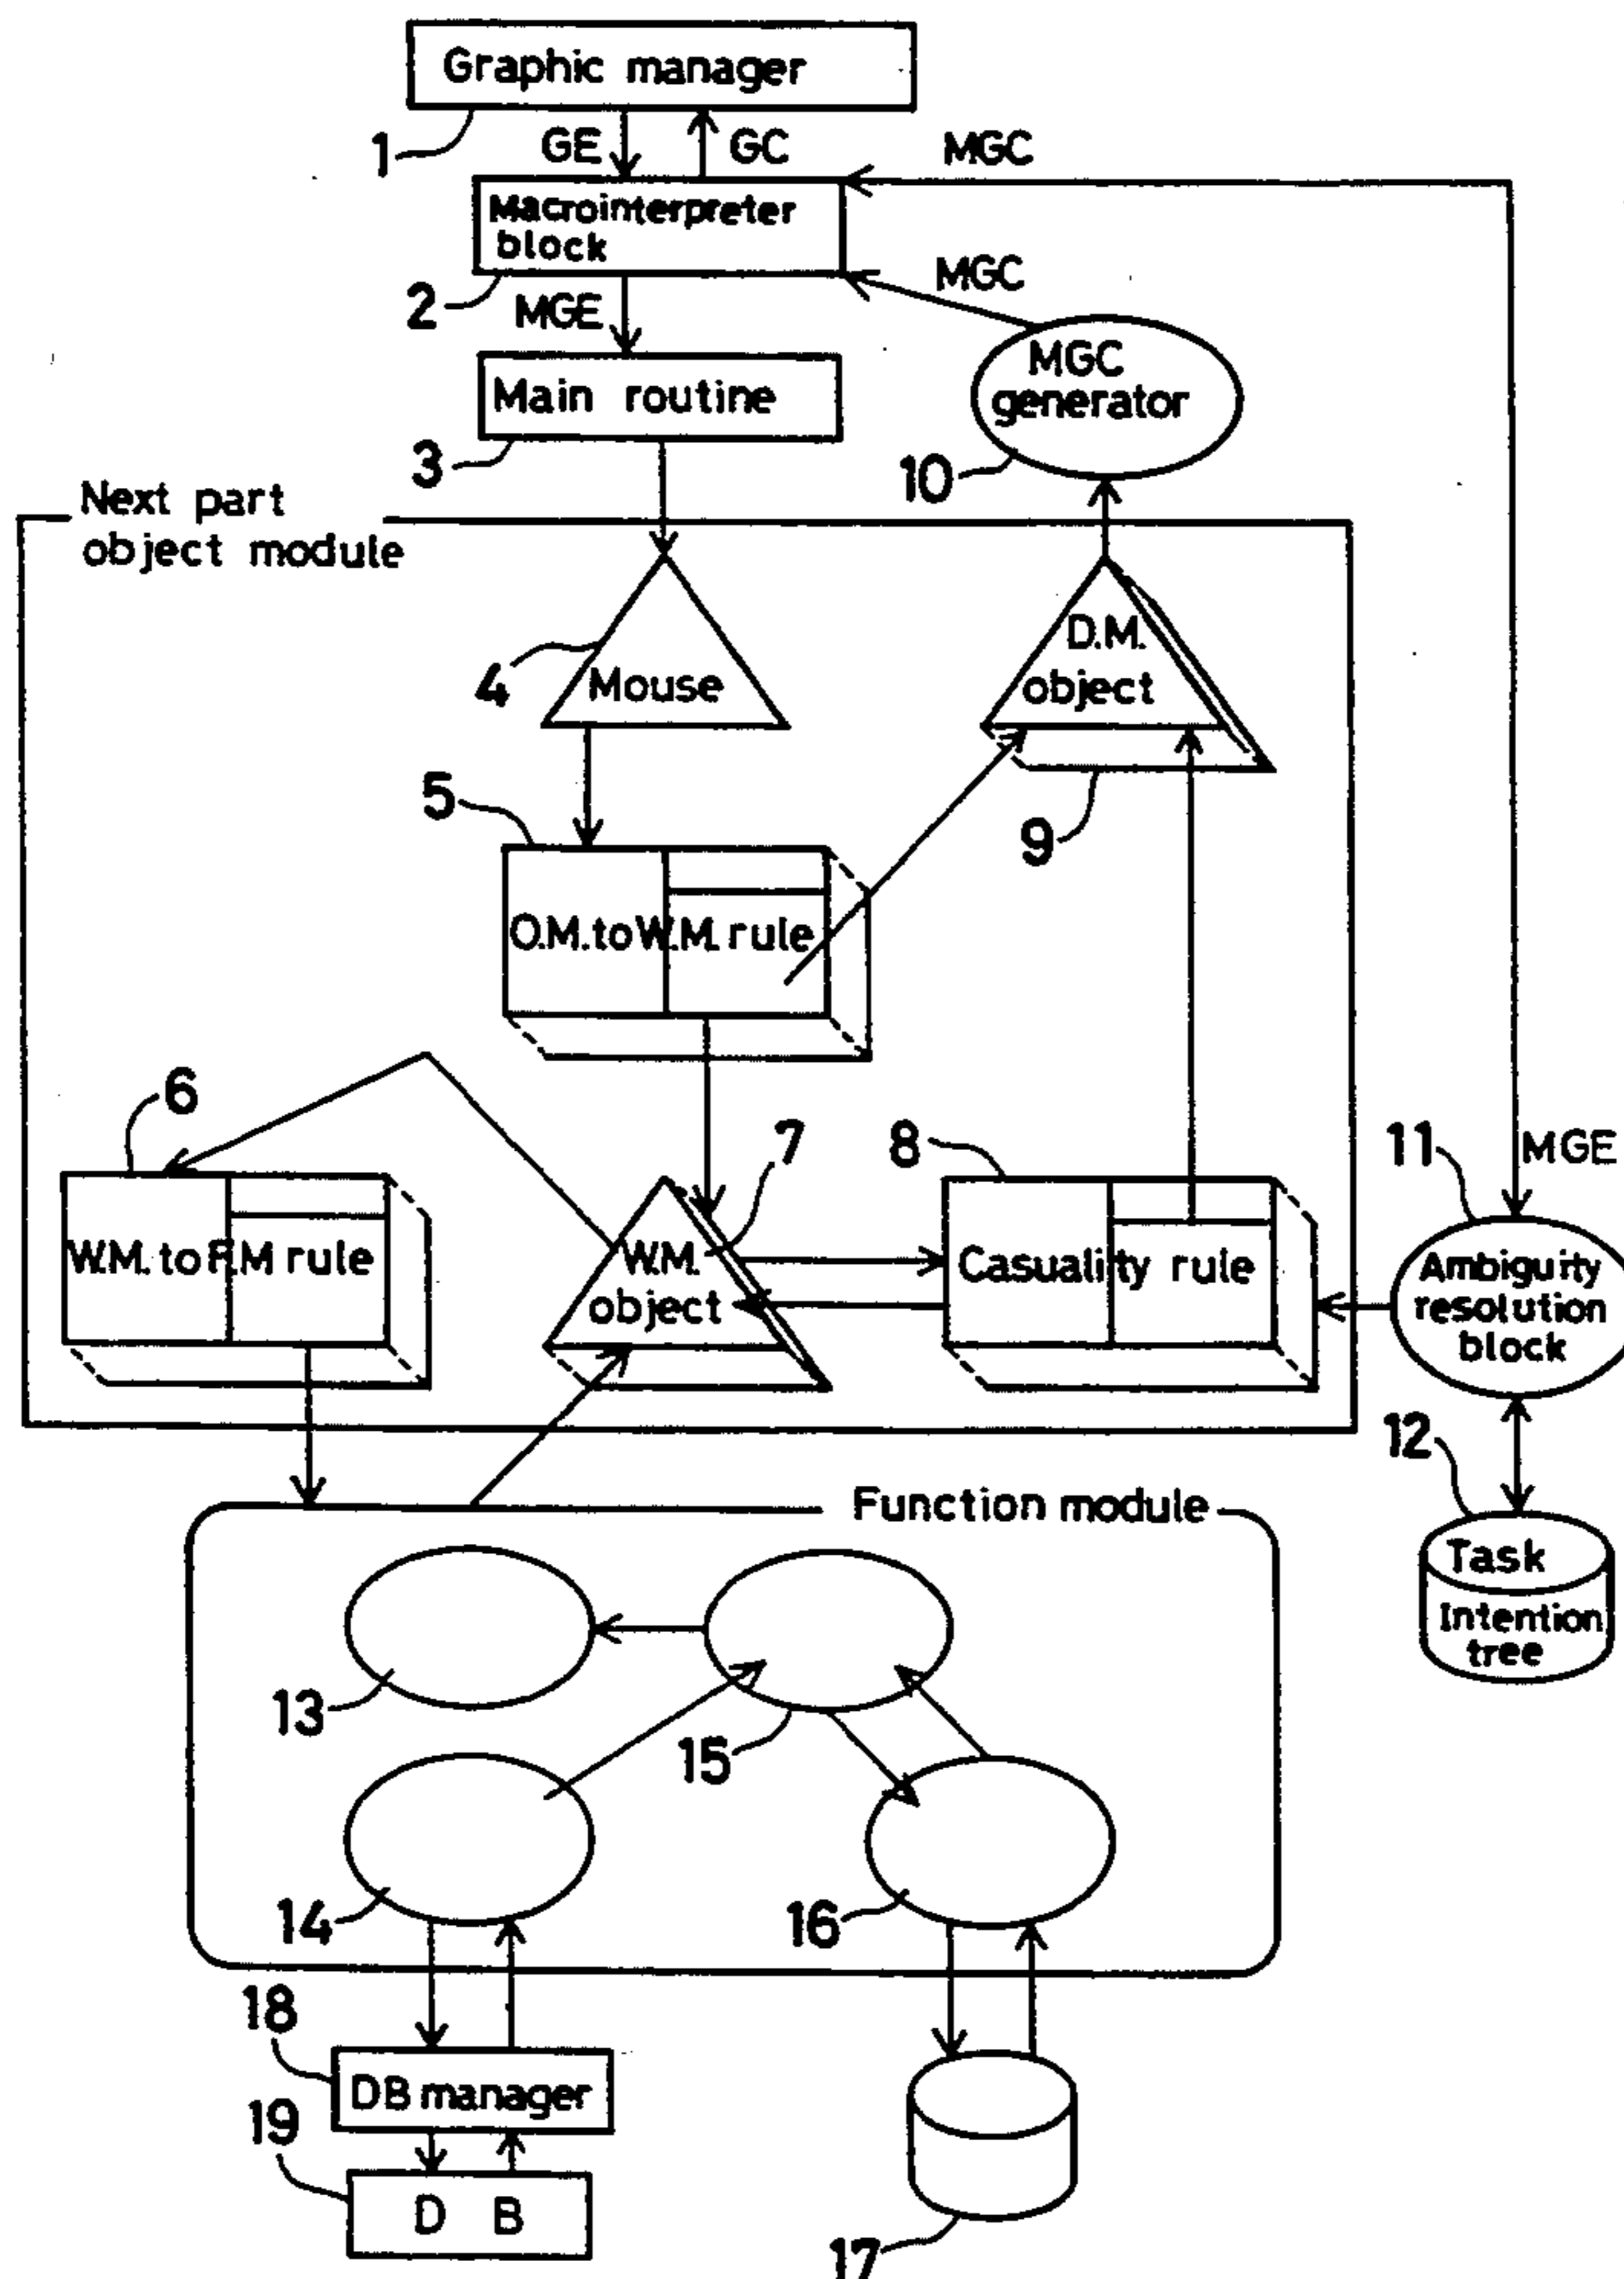 Graphic manager
1
GE
GC
MGC
Macrointerpreter
block
2
MGE
MGC
Main routine
3
MGC
generator
10
Next part
object module
4
Mouse
D.M.
object
5
9
O.M. to W.M. rule
6
7
8
11
MGE
W.M. to F.M rule
W.M.
object
Casuality rule
Ambiguity
resolution
block
12
Function module
Task
Intention
tree
13
15
14
16
18
DB manager
19
D B
17